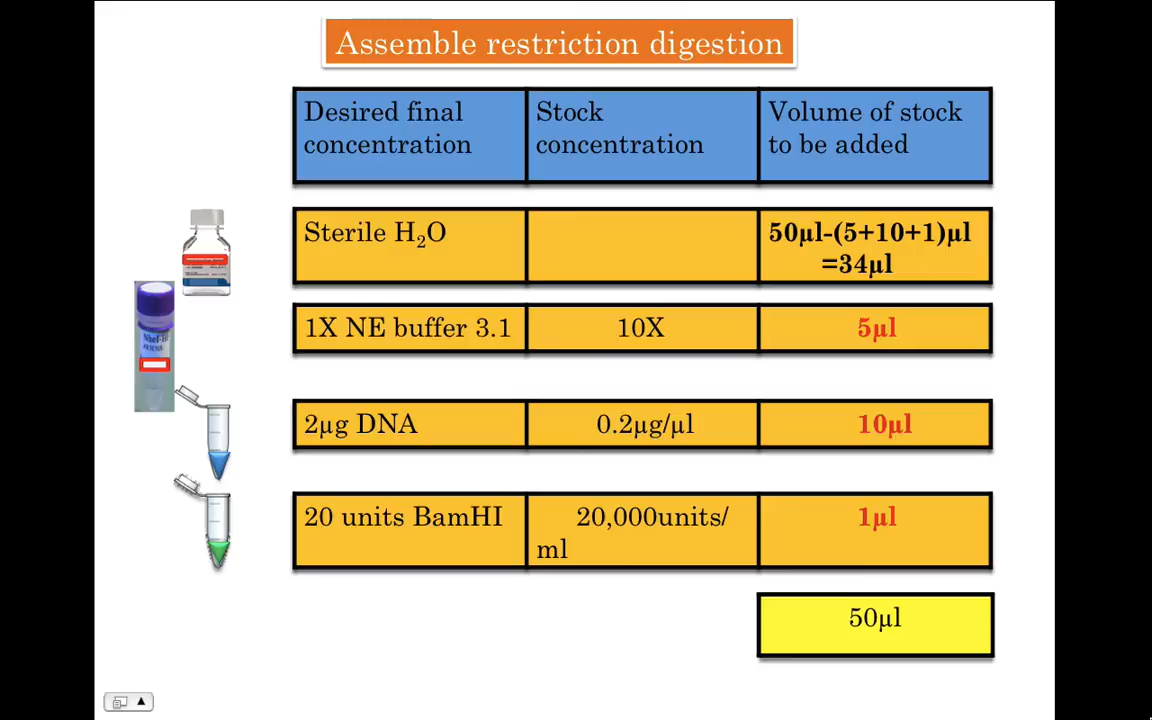 Assemble restriction digestion
Desired final concentration
Stock concentration
Volume of stock to be added
Sterile H₂O
50µl-(5+10+1)µl
=34µl
1X NE buffer 3.1
10X
5µl
2µg DNA
0.2µg/µl
10µl
20 units BamHI
20,000units/
ml
1µl
50µl